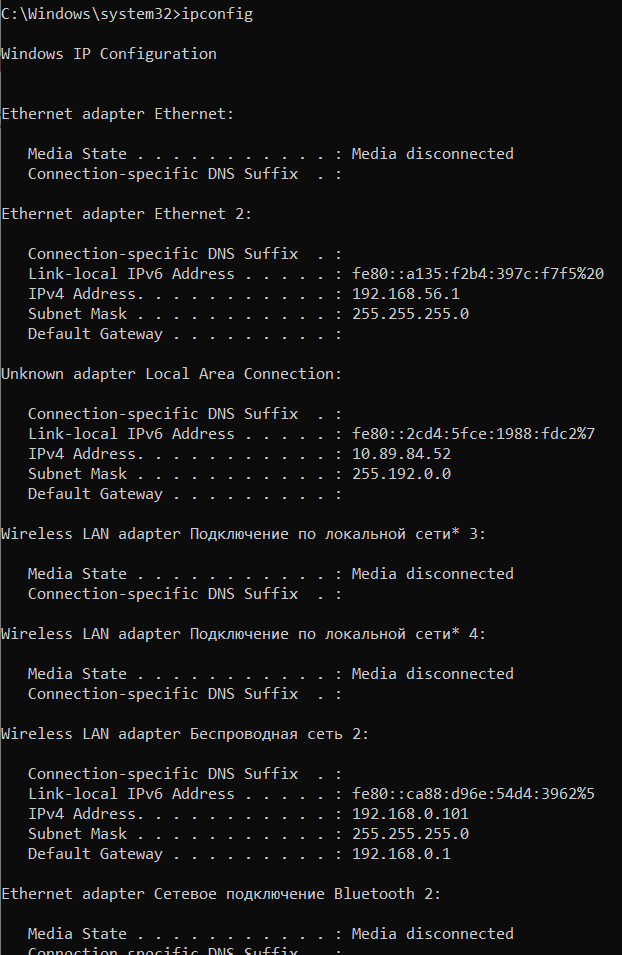 C:\Windows\system32>ipconfig
Windows IP Configuration
Ethernet adapter Ethernet:
Media State . . . . . . . . . . . : Media disconnected
Connection-specific DNS Suffix  . :
Ethernet adapter Ethernet 2:
Connection-specific DNS Suffix  . :
Link-local IPv6 Address . . . . . : fe80::a135:f2b4:397c:f7f5%20
IPv4 Address. . . . . . . . . . . : 192.168.56.1
Subnet Mask . . . . . . . . . . . : 255.255.255.0
Default Gateway . . . . . . . . . :
Unknown adapter Local Area Connection:
Connection-specific DNS Suffix  . :
Link-local IPv6 Address . . . . . : fe80::2cd4:5fce:1988:fdc2%7
IPv4 Address. . . . . . . . . . . : 10.89.84.52
Subnet Mask . . . . . . . . . . . : 255.192.0.0
Default Gateway . . . . . . . . . :
Wireless LAN adapter Подключение по локальной сети* 3:
Media State . . . . . . . . . . . : Media disconnected
Connection-specific DNS Suffix  . :
Wireless LAN adapter Подключение по локальной сети* 4:
Media State . . . . . . . . . . . : Media disconnected
Connection-specific DNS Suffix  . :
Wireless LAN adapter Беспроводная сеть 2:
Connection-specific DNS Suffix  . :
Link-local IPv6 Address . . . . . : fe80::ca88:d96e:54d4:3962%5
IPv4 Address. . . . . . . . . . . : 192.168.0.101
Subnet Mask . . . . . . . . . . . : 255.255.255.0
Default Gateway . . . . . . . . . : 192.168.0.1
Ethernet adapter Сетевое подключение Bluetooth 2:
Media State . . . . . . . . . . . : Media disconnected
Connection-specific DNS Suffix  . :